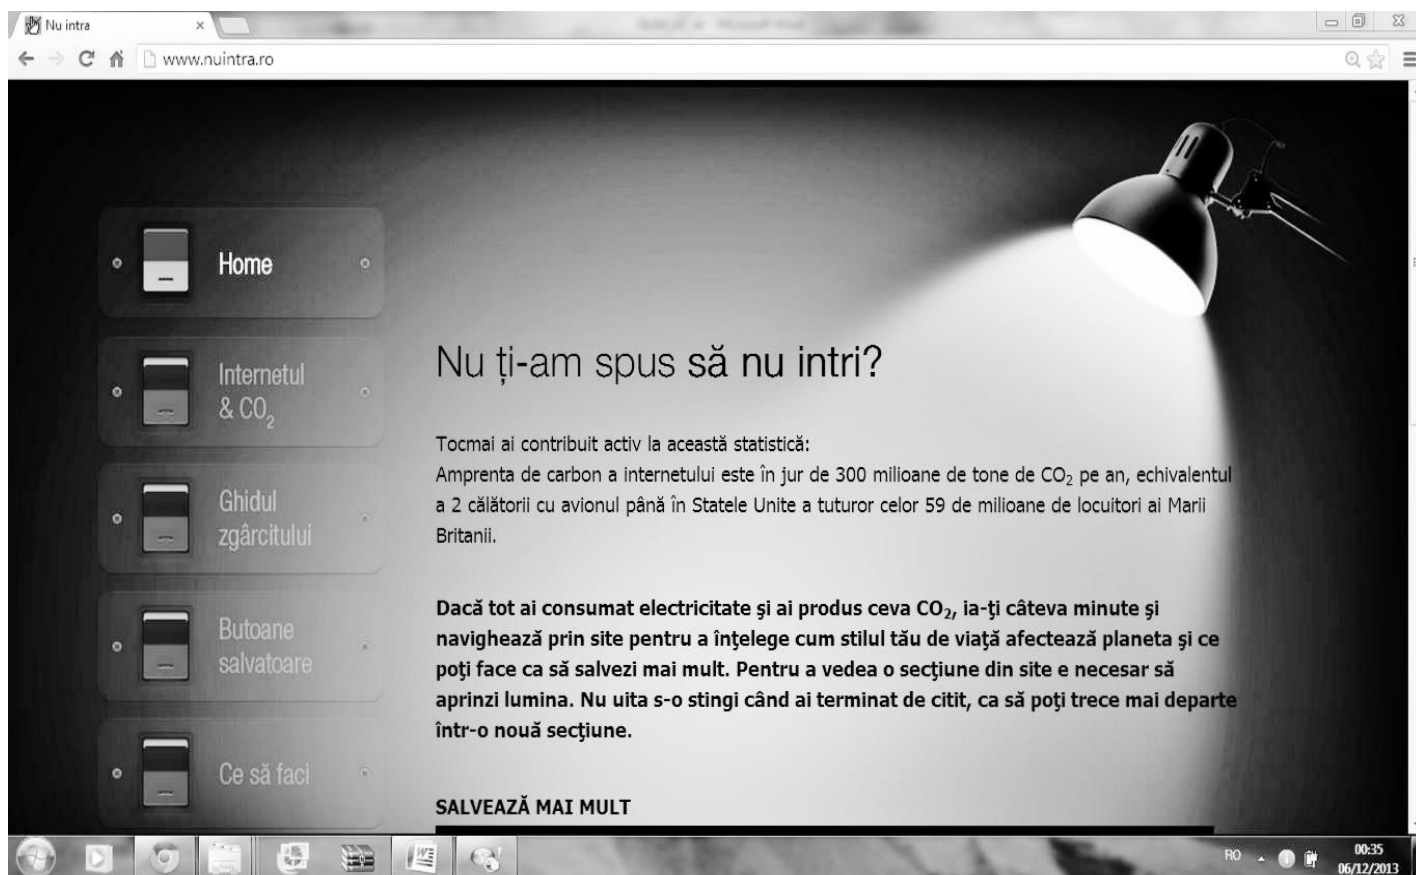 Nu intra
www.nuintra.ro
Home
Internetul
& CO₂
Ghidul
zgârcitului
Butoane
salvatoare
Ce să faci
Nu ți-am spus să nu intri?
Tocmai ai contribuit activ la această statistică:
Amprenta de carbon a internetului este în jur de 300 milioane de tone de CO₂ pe an, echivalentul
a 2 călătorii cu avionul până în Statele Unite a tuturor celor 59 de milioane de locuitori ai Marii
Britanii.
Dacă tot ai consumat electricitate şi ai produs ceva CO₂, ia-ţi câteva minute şi
navighează prin site pentru a înţelege cum stilul tău de viaţă afectează planeta şi ce
poţi face ca să salvezi mai mult. Pentru a vedea o secţiune din site e necesar să
aprinzi lumina. Nu uita s-o stingi când ai terminat de citit, ca să poţi trece mai departe
într-o nouă secţiune.
SALVEAZĂ MAI MULT
RO
00:35
06/12/2013